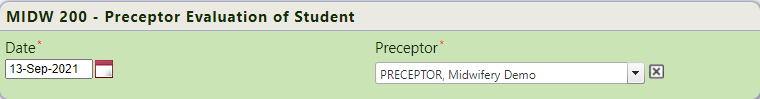 MIDW 200 - Preceptor Evaluation of Student
Date* Preceptor*
13-Sep-2021 PRECEPTOR, Midwifery Demo